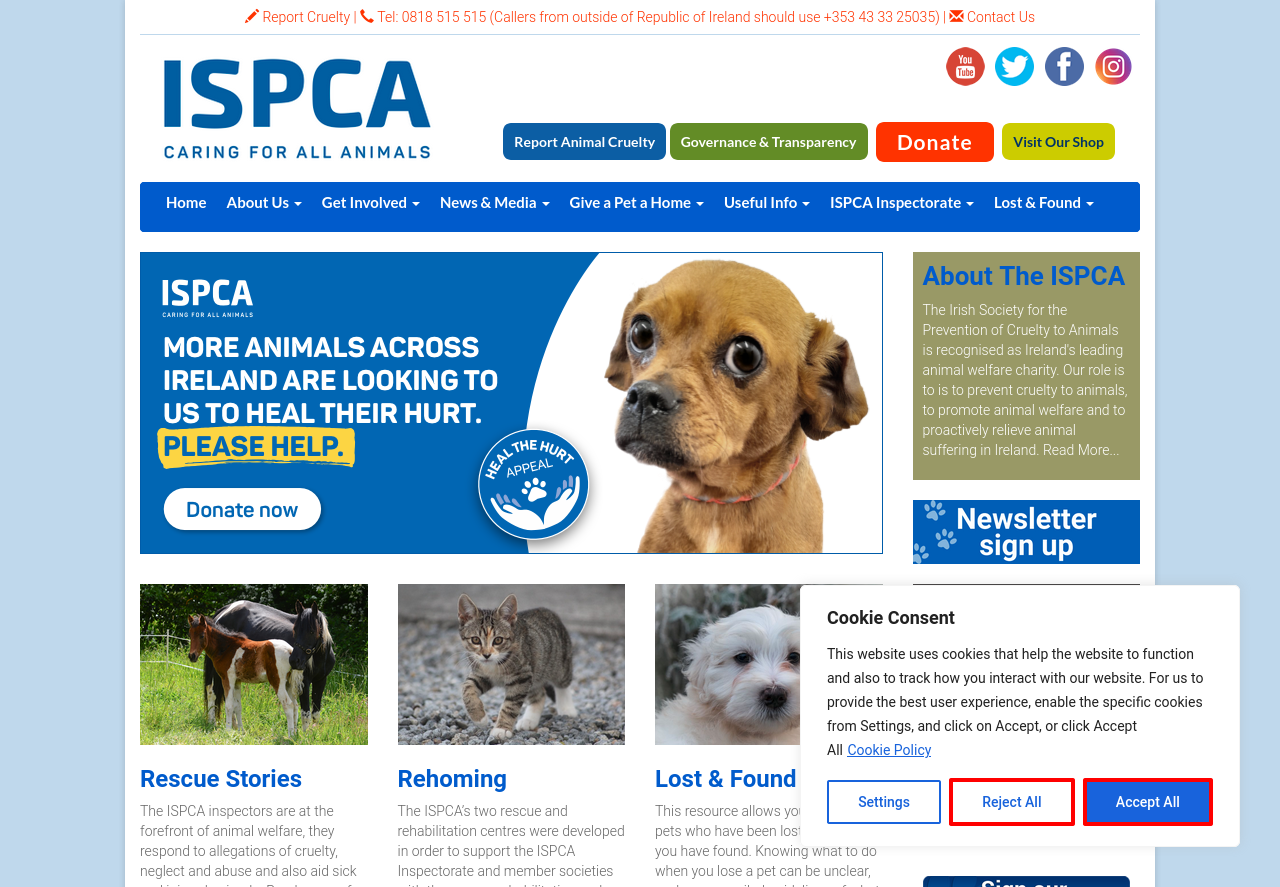 Report Cruelty | Tel: 0818 515 515 (Callers from outside of Republic of Ireland should use +353 43 33 25035) | Contact Us
ISPCA
CARING FOR ALL ANIMALS
You
Tube
Report Animal Cruelty
Governance & Transparency
Donate
Visit Our Shop
Home
About Us
Get Involved
News & Media
Give a Pet a Home
Useful Info
ISPCA Inspectorate
Lost & Found
ISPCA
CARING FOR ALL ANIMALS
MORE ANIMALS ACROSS
IRELAND ARE LOOKING TO
US TO HEAL THEIR HURT.
PLEASE HELP.
Donate now
HEAL THE HURT
APPEAL
About The ISPCA
The Irish Society for the
Prevention of Cruelty to Animals
is recognised as Ireland's leading
animal welfare charity. Our role is
to is to prevent cruelty to animals,
to promote animal welfare and to
proactively relieve animal
suffering in Ireland. Read More...
Newsletter
sign up
Rescue Stories
The ISPCA inspectors are at the
forefront of animal welfare, they
respond to allegations of cruelty,
neglect and abuse and also aid sick
Rehoming
The ISPCA's two rescue and
rehabilitation centres were developed
in order to support the ISPCA
Inspectorate and member societies
Lost & Found
This resource allows you
pets who have been lost
you have found. Knowing what to do
when you lose a pet can be unclear,
Cookie Consent
This website uses cookies that help the website to function
and also to track how you interact with our website. For us to
provide the best user experience, enable the specific cookies
from Settings, and click on Accept, or click Accept
All Cookie Policy
Settings
Reject All
Accept All
Sign our